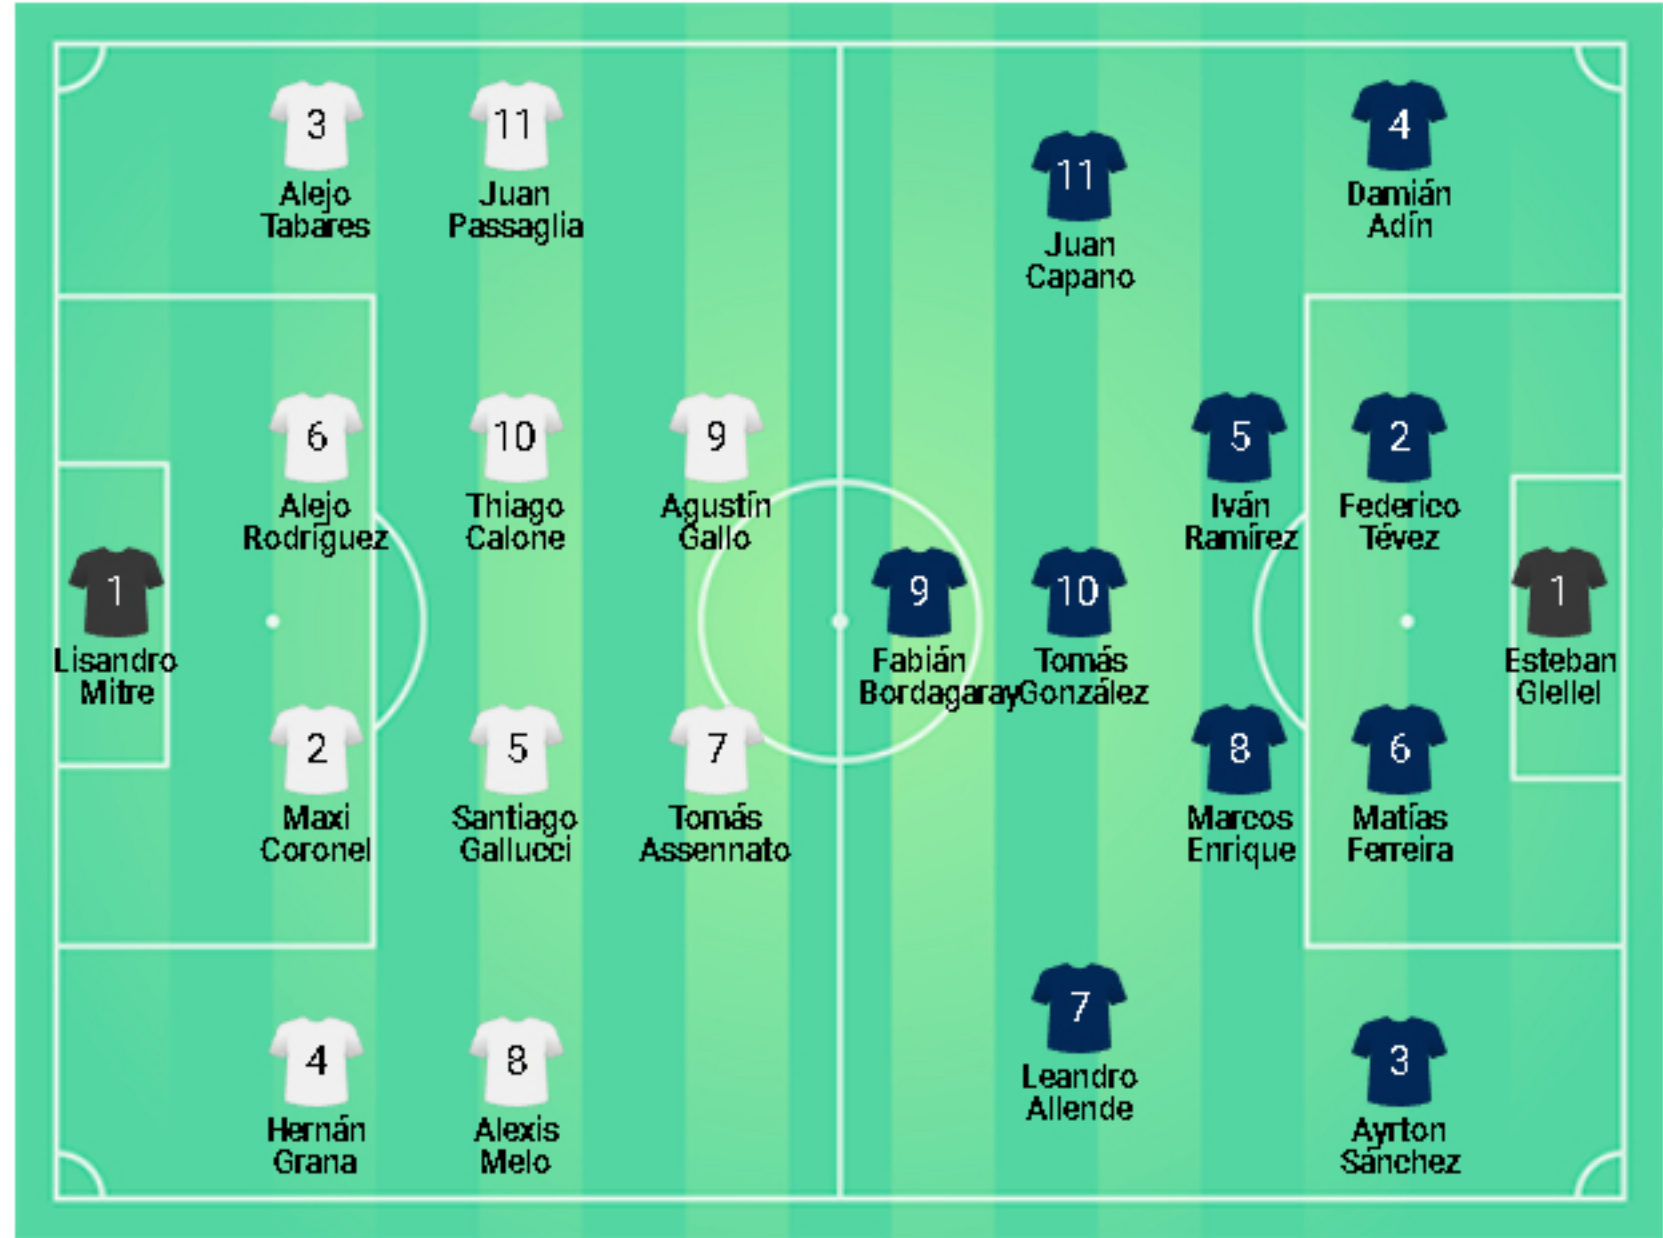 3
Alejo
Tabares
11
Juan
Passaglia
6
Alejo
Rodríguez
10
Thiago
Calone
9
Agustín
Gallo
1
Lisandro
Mitre
2
Maxi
Coronel
5
Santiago
Gallucci
7
Tomás
Assennato
4
Hernán
Grana
8
Alexis
Melo
11
Juan
Capano
4
Damián
Adín
5
Iván
Ramírez
2
Federico
Tévez
9
Fabián
Bordagaray
10
Tomás
González
1
Esteban
Glellel
8
Marcos
Enrique
6
Matías
Ferreira
7
Leandro
Allende
3
Ayrton
Sánchez